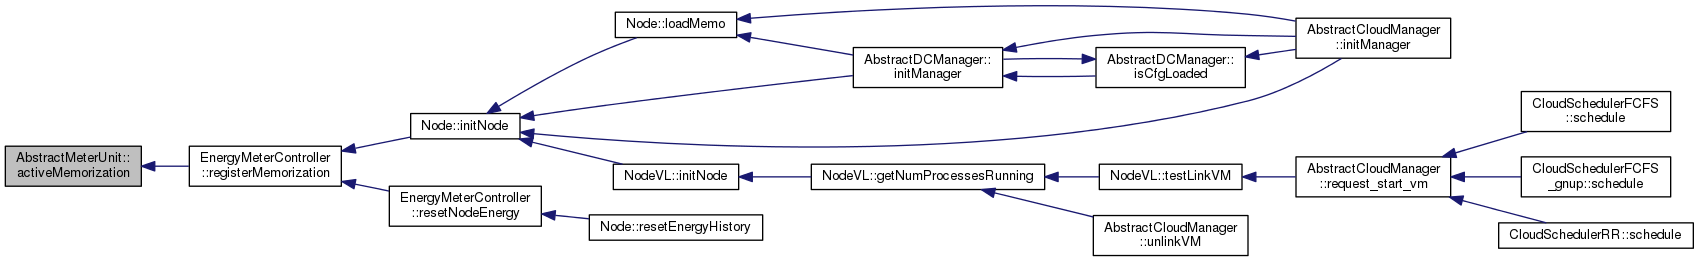 AbstractMeterUnit::
activeMemorization
EnergyMeterController
::registerMemorization
Node::initNode
EnergyMeterController
::resetNodeEnergy
Node::loadMemo
NodeVL::initNode
Node::resetEnergyHistory
AbstractDCManager::
initManager
NodeVL::getNumProcessesRunning
AbstractDCManager::
isCfgLoaded
NodeVL::testLinkVM
AbstractCloudManager
::unlinkVM
AbstractCloudManager
::initManager
AbstractCloudManager
::request_start_vm
CloudSchedulerFCFS
::schedule
CloudSchedulerFCFS
_gnup::schedule
CloudSchedulerRR::schedule